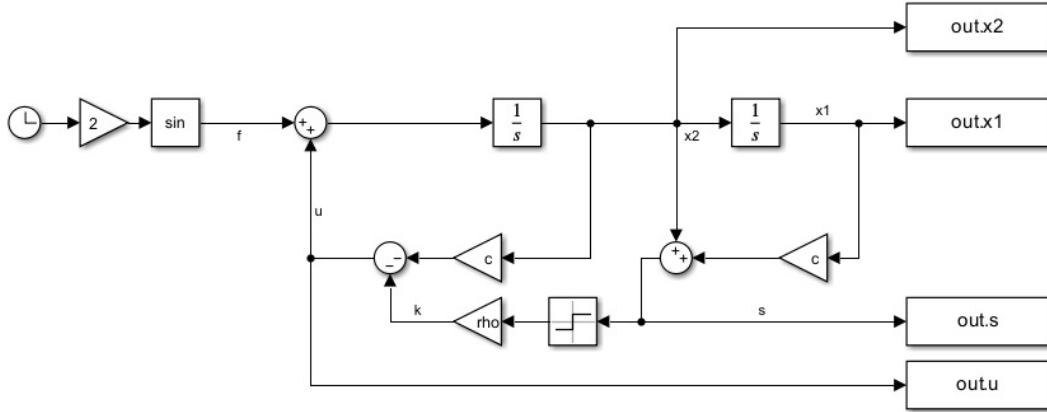 out.x2
2
sin
f
+
+
1
s
x2
1
s
x1
out.x1
u
−
−
c
+
+
c
k
rho
s
out.s
out.u